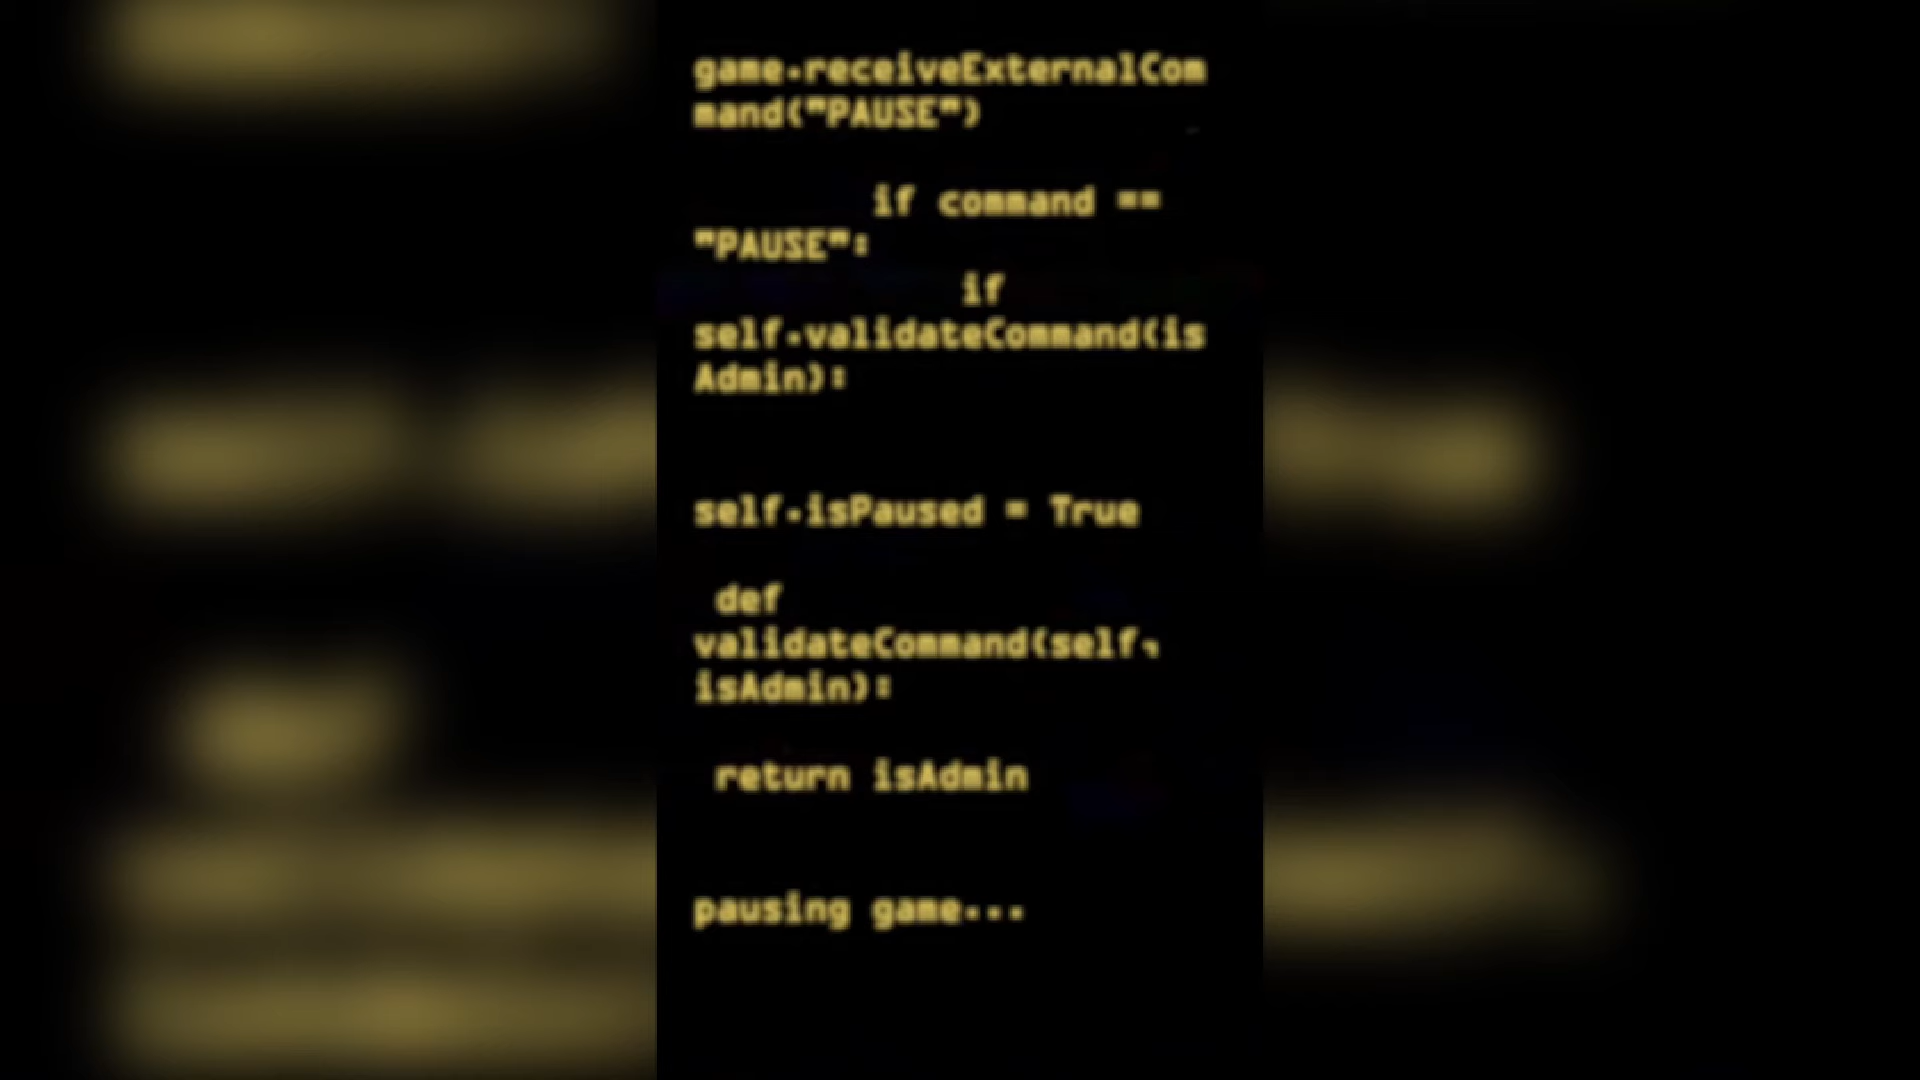 game.receiveExternalCom
mand("PAUSE")
if command ==
"PAUSE":
if
self.validateCommand(is
Admin):
self.isPaused = True
def
validateCommand(self,
isAdmin):
return isAdmin
pausing game...